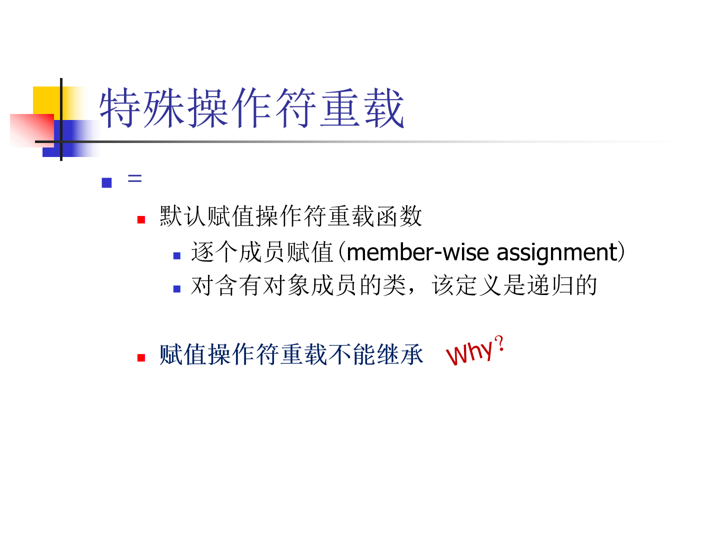 特殊操作符重载
=
默认赋值操作符重载函数
逐个成员赋值(member-wise assignment)
对含有对象成员的类，该定义是递归的
赋值操作符重载不能继承 Why？